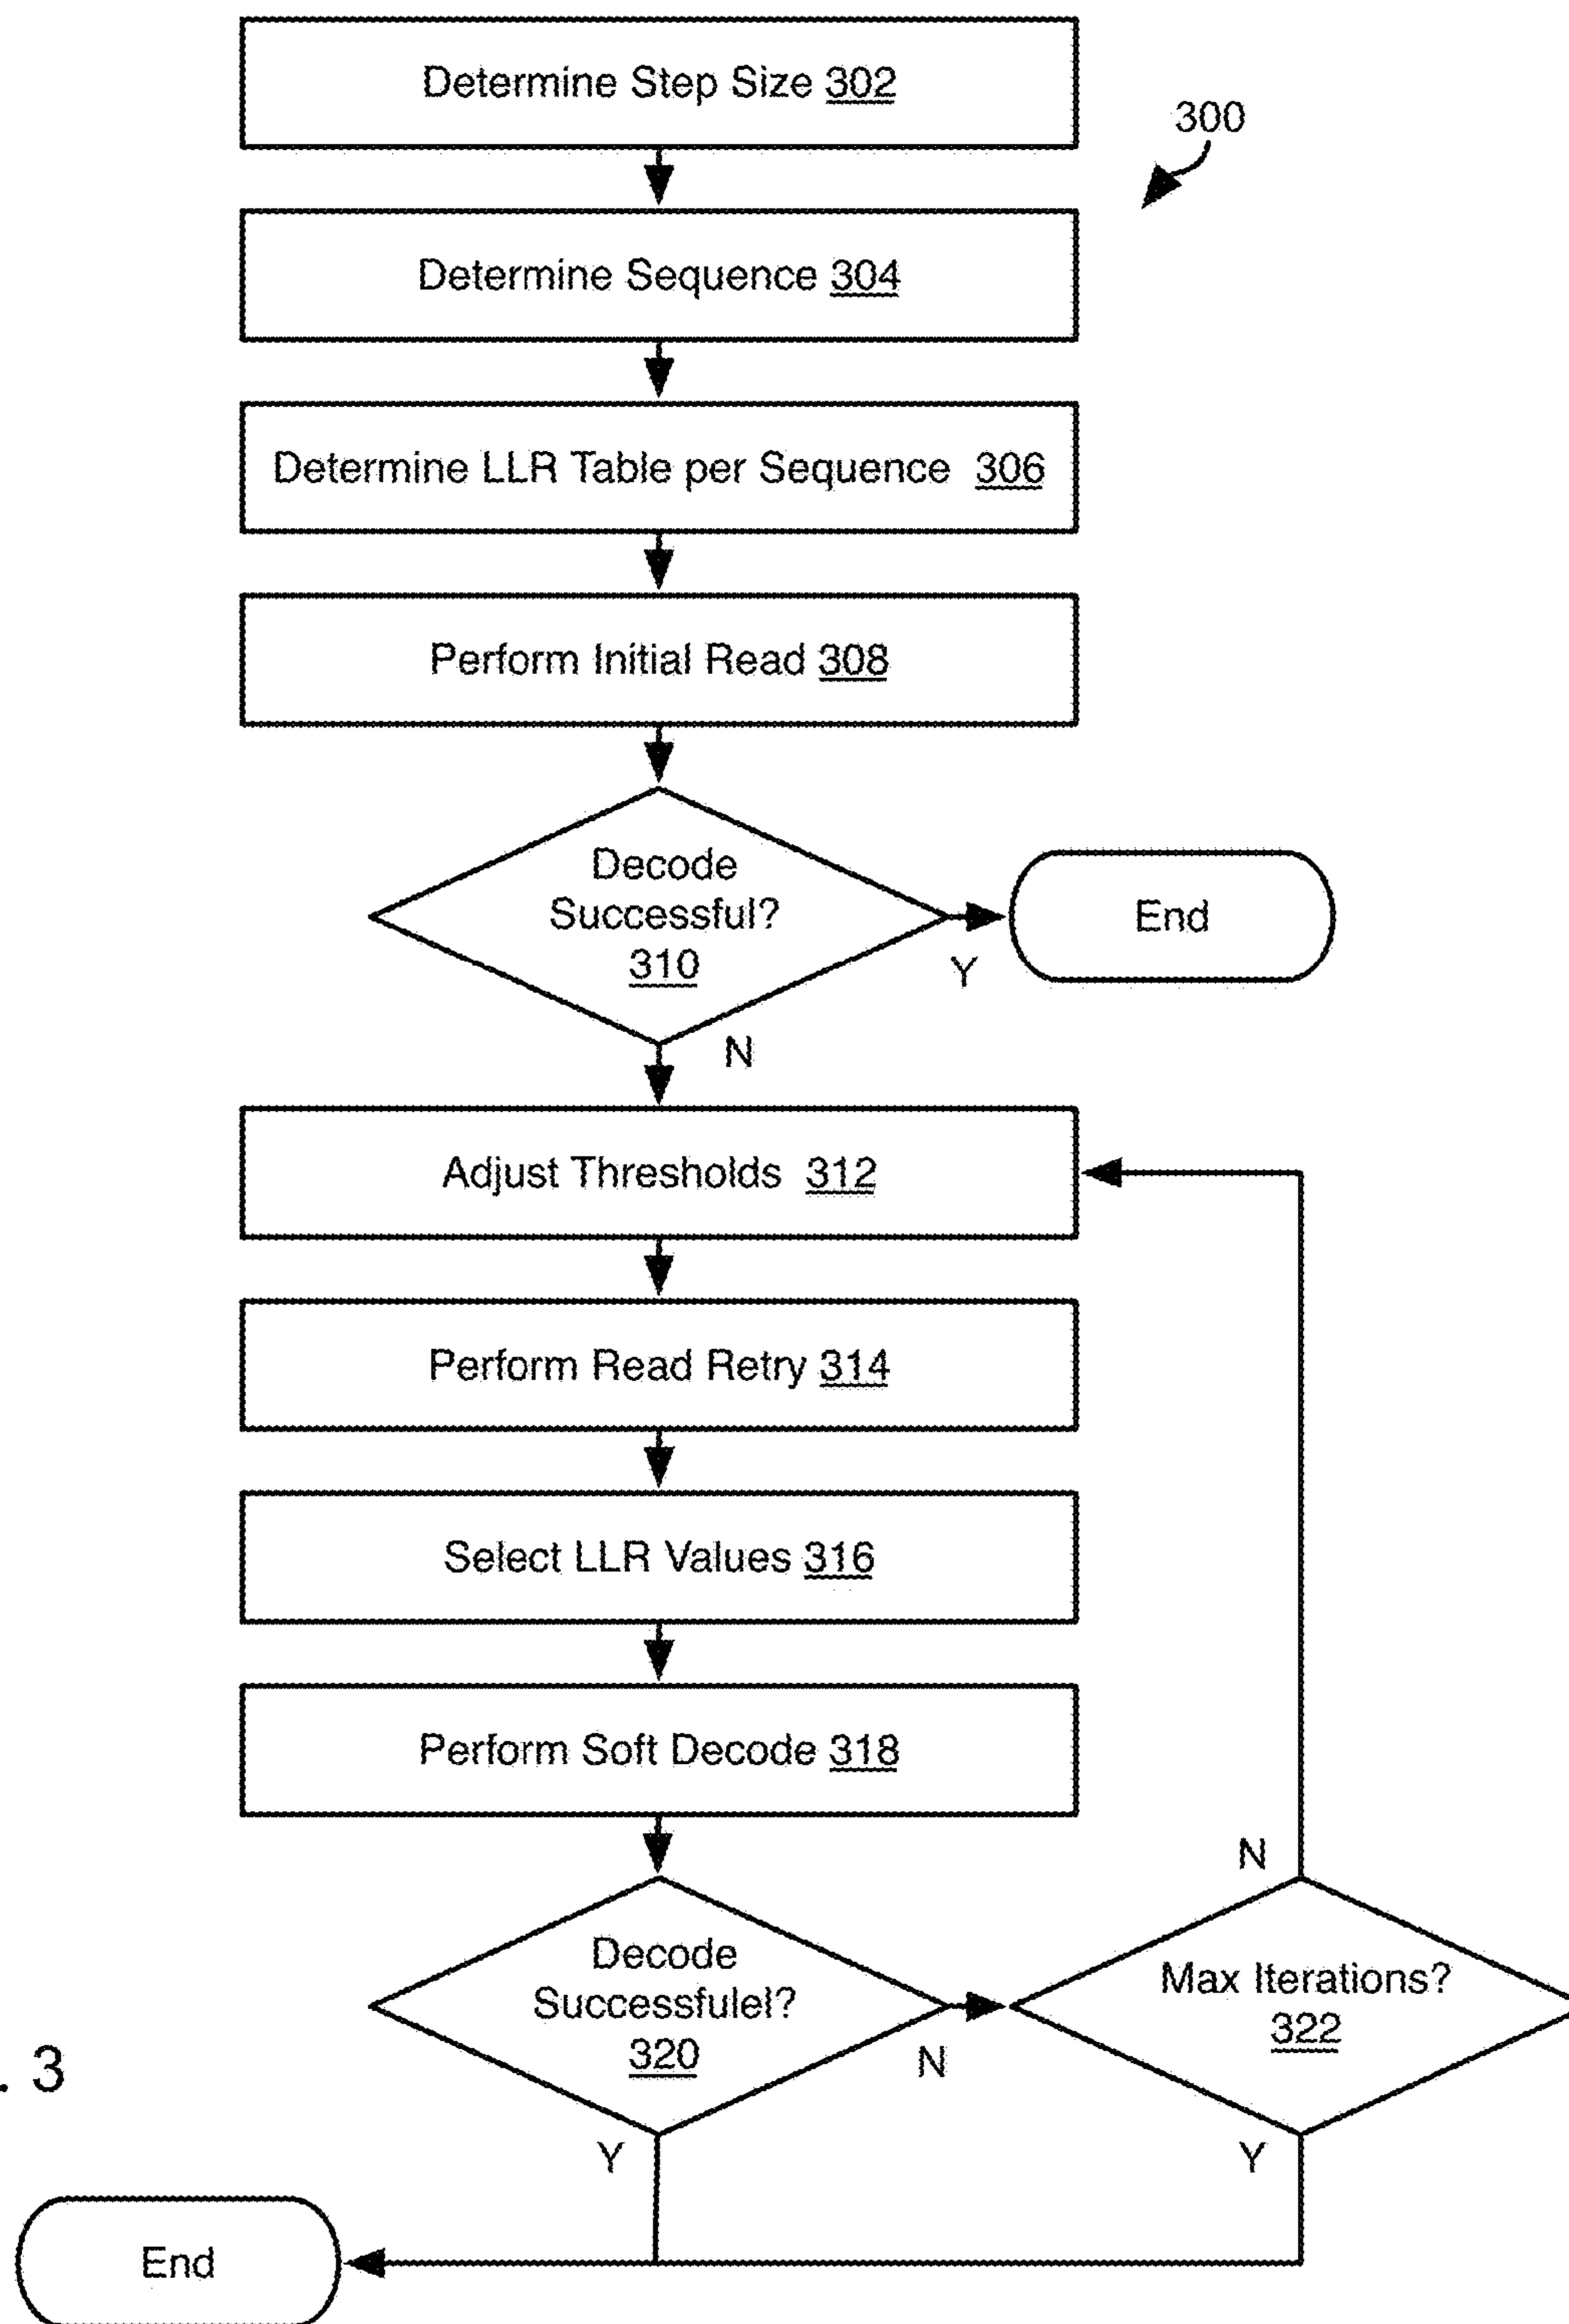 Determine Step Size 302
300
Determine Sequence 304
Determine LLR Table per Sequence 306
Perform Initial Read 308
Decode
Successful?
310
End
Y
N
Adjust Thresholds 312
Perform Read Retry 314
Select LLR Values 316
Perform Soft Decode 318
N
Decode
Successfulel?
320
Max Iterations?
322
N
. 3
Y
Y
End